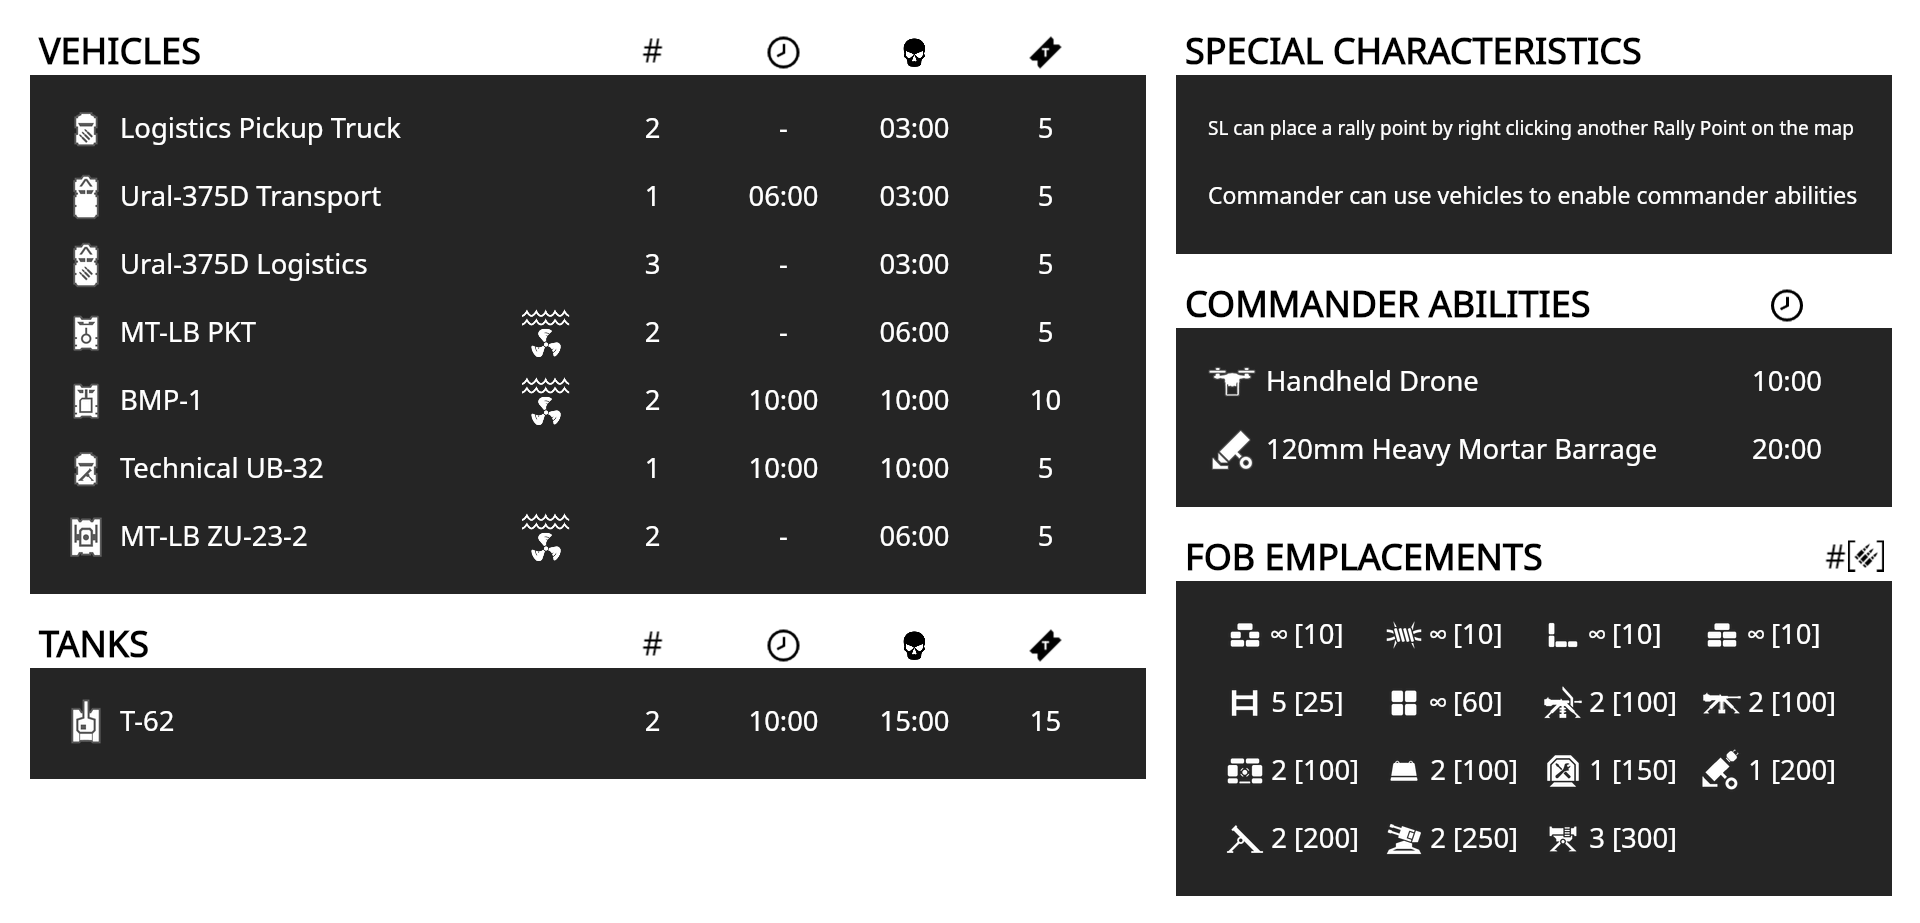 VEHICLES #
Logistics Pickup Truck 2 - 03:00 5
Ural-375D Transport 1 06:00 03:00 5
Ural-375D Logistics 3 - 03:00 5
MT-LB PKT 2 - 06:00 5
BMP-1 2 10:00 10:00 10
Technical UB-32 1 10:00 10:00 5
MT-LB ZU-23-2 2 - 06:00 5
TANKS #
T-62 2 10:00 15:00 15
SPECIAL CHARACTERISTICS
SL can place a rally point by right clicking another Rally Point on the map
Commander can use vehicles to enable commander abilities
COMMANDER ABILITIES
Handheld Drone 10:00
120mm Heavy Mortar Barrage 20:00
FOB EMPLACEMENTS #[]
∞ [10] ∞ [10] ∞ [10] ∞ [10]
5 [25] ∞ [60] 2 [100] 2 [100]
2 [100] 2 [100] 1 [150] 1 [200]
2 [200] 2 [250] 3 [300]